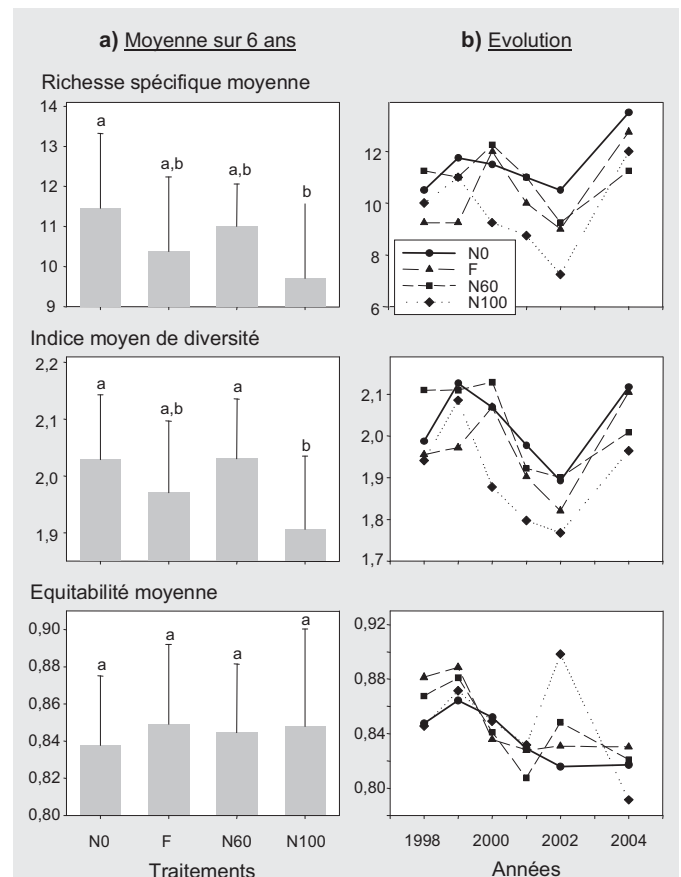 a) Moyenne sur 6 ans
b) Evolution
Richesse spécifique moyenne
14
13
12
11
10
9
a
a,b
a,b
b
12
10
8
6
N0
F
N60
N100
Indice moyen de diversité
2,2
2,1
2,0
1,9
a
a,b
a
b
2,1
2,0
1,9
1,8
1,7
Equitabilité moyenne
0,90
0,88
0,86
0,84
0,82
0,80
a
a
a
a
N0 F N60 N100
Traitements
0,92
0,88
0,84
0,80
1998 2000 2002 2004
Années